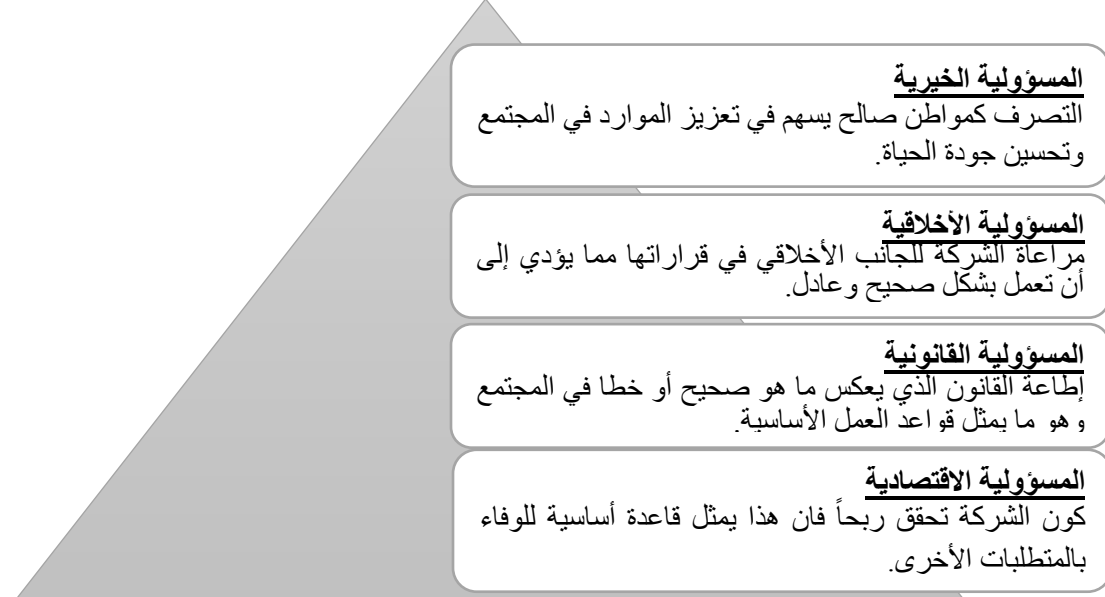 المسؤولية الخيرية
التصرف كمواطن صالح يسهم في تعزيز الموارد في المجتمع
وتحسين جودة الحياة.
المسؤولية الأخلاقية
مراعاة الشركة للجانب الأخلاقي في قراراتها مما يؤدي إلى
أن تعمل بشكل صحيح وعادل.
المسؤولية القانونية
إطاعة القانون الذي يعكس ما هو صحيح أو خطا في المجتمع
وهو ما يمثل قواعد العمل الأساسية.
المسؤولية الاقتصادية
كون الشركة تحقق ربحاً فان هذا يمثل قاعدة أساسية للوفاء
بالمتطلبات الأخرى.